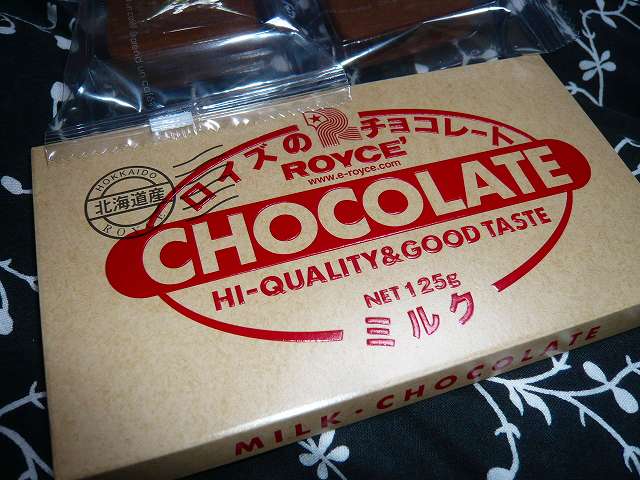 HOKKAIDO
北海道産
ROYCE'
ロイズのチョコレート
ROYCE'
www.e-royce.com
CHOCOLATE
HI-QUALITY&GOOD TASTE
NET 125g
ミルク
MILK·CHOCOLATE